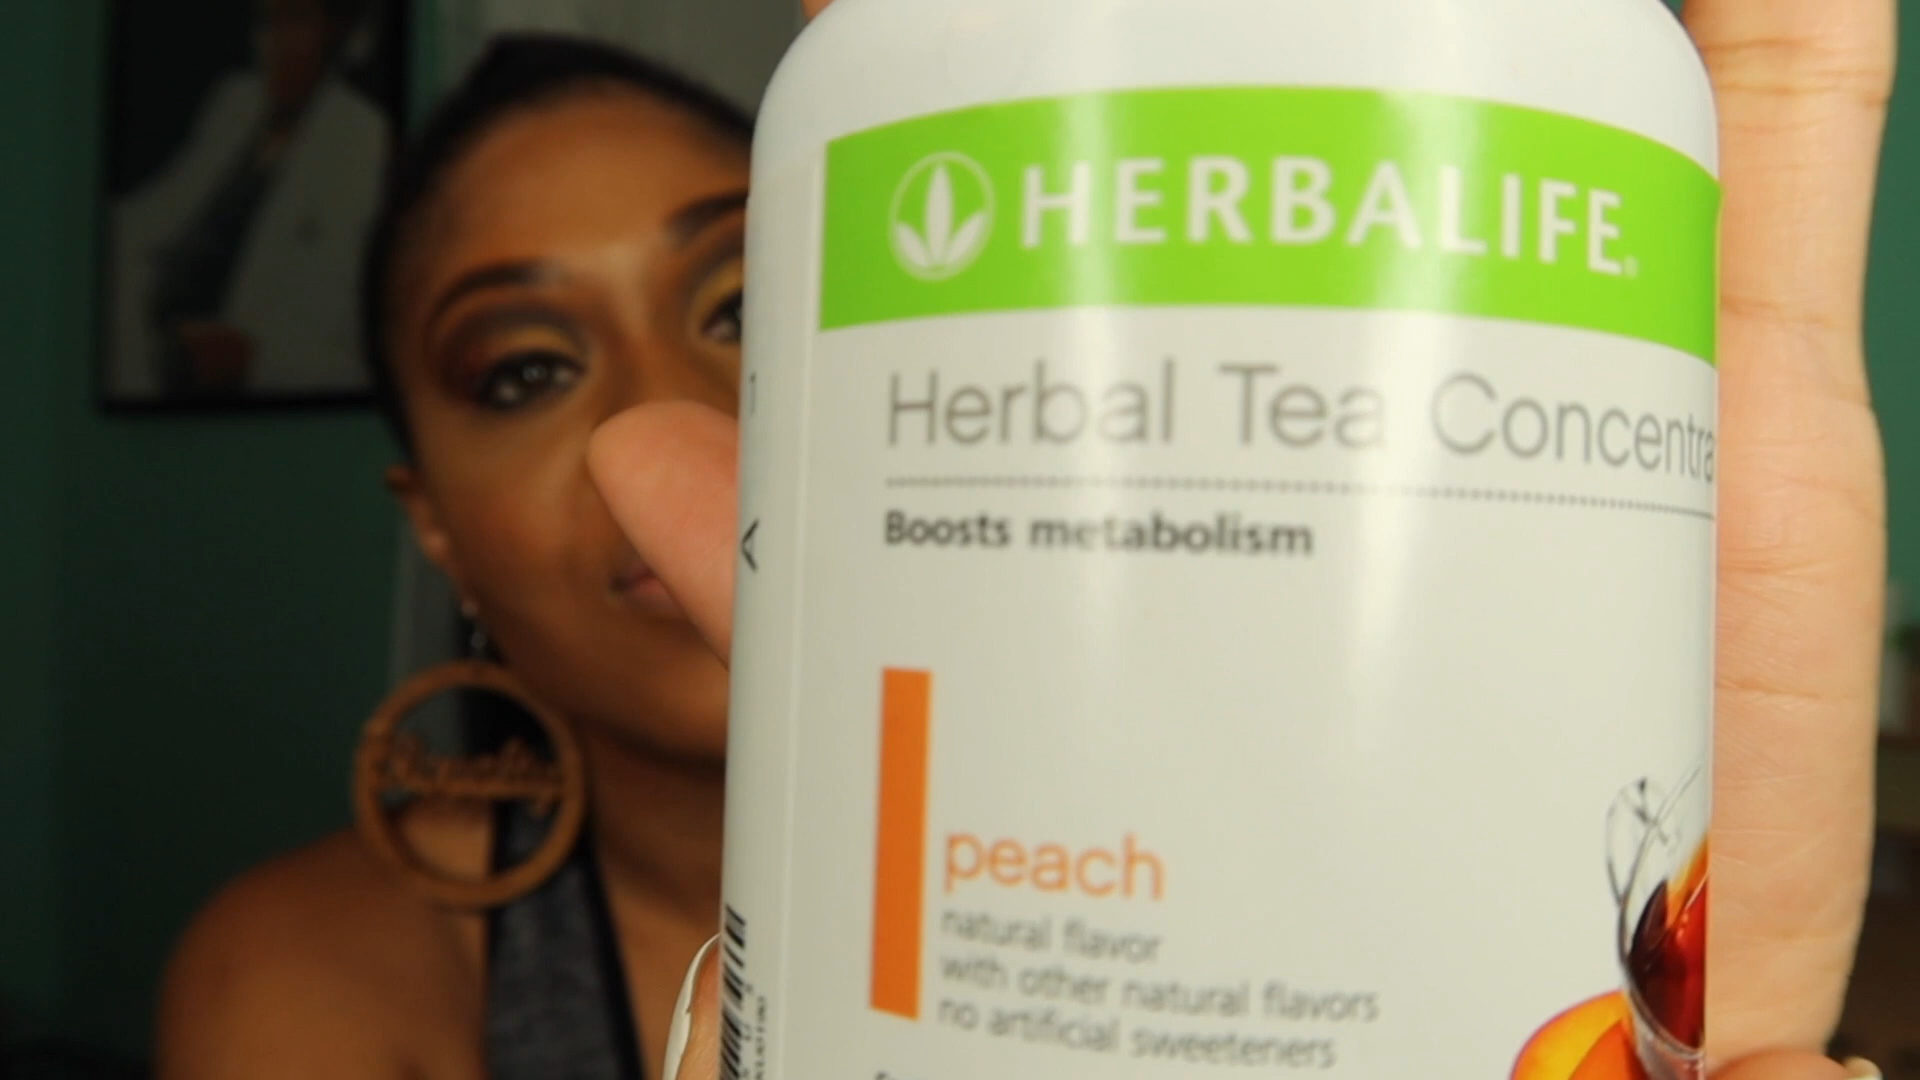 HERBALIFE
Herbal Tea Concentra
Boosts metabolism
peach
natural flavor
with other natural flavors
no artificial sweeteners